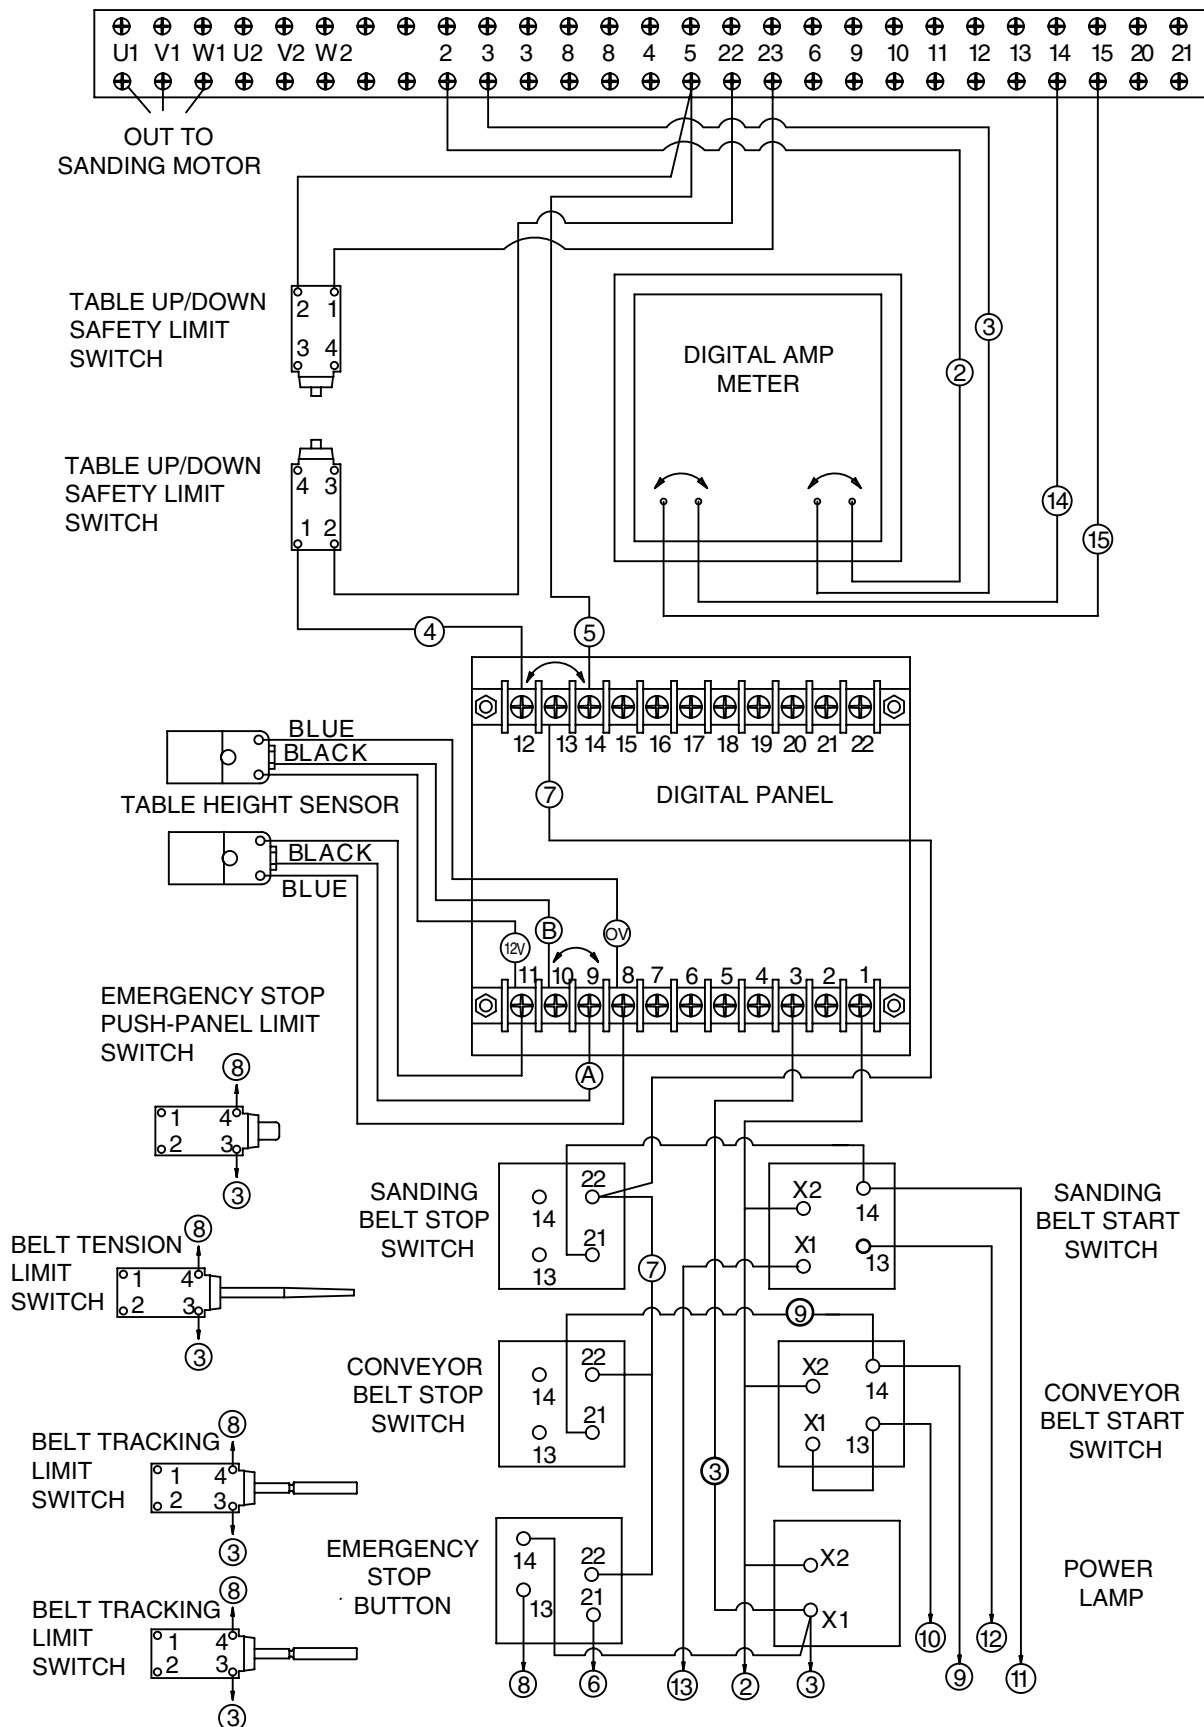 U1 V1 W1 U2 V2 W2 2 3 3 8 8 4 5 22 23 6 9 10 11 12 13 14 15 20 21
OUT TO
SANDING MOTOR
TABLE UP/DOWN
SAFETY LIMIT
SWITCH
2 1
3 4
DIGITAL AMP
METER
3
2
TABLE UP/DOWN
SAFETY LIMIT
SWITCH
4 3
1 2
14
15
4
5
12 13 14 15 16 17 18 19 20 21 22
7
DIGITAL PANEL
BLUE
BLACK
TABLE HEIGHT SENSOR
BLACK
BLUE
12V
B
OV
11 10 9 8 7 6 5 4 3 2 1
A
EMERGENCY STOP
PUSH-PANEL LIMIT
SWITCH
8
1 4
2 3
3
SANDING
BELT STOP
SWITCH
22
14
21
13
X2
14
X1
13
SANDING
BELT START
SWITCH
7
BELT TENSION
LIMIT
SWITCH
8
1 4
2 3
3
9
CONVEYOR
BELT STOP
SWITCH
22
14
21
13
X2
14
X1
13
CONVEYOR
BELT START
SWITCH
3
BELT TRACKING
LIMIT
SWITCH
8
1 4
2 3
3
EMERGENCY
STOP
BUTTON
14
22
13
21
X2
X1
POWER
LAMP
BELT TRACKING
LIMIT
SWITCH
8
1 4
2 3
3
8 6 13 2 3 10 9 12 11